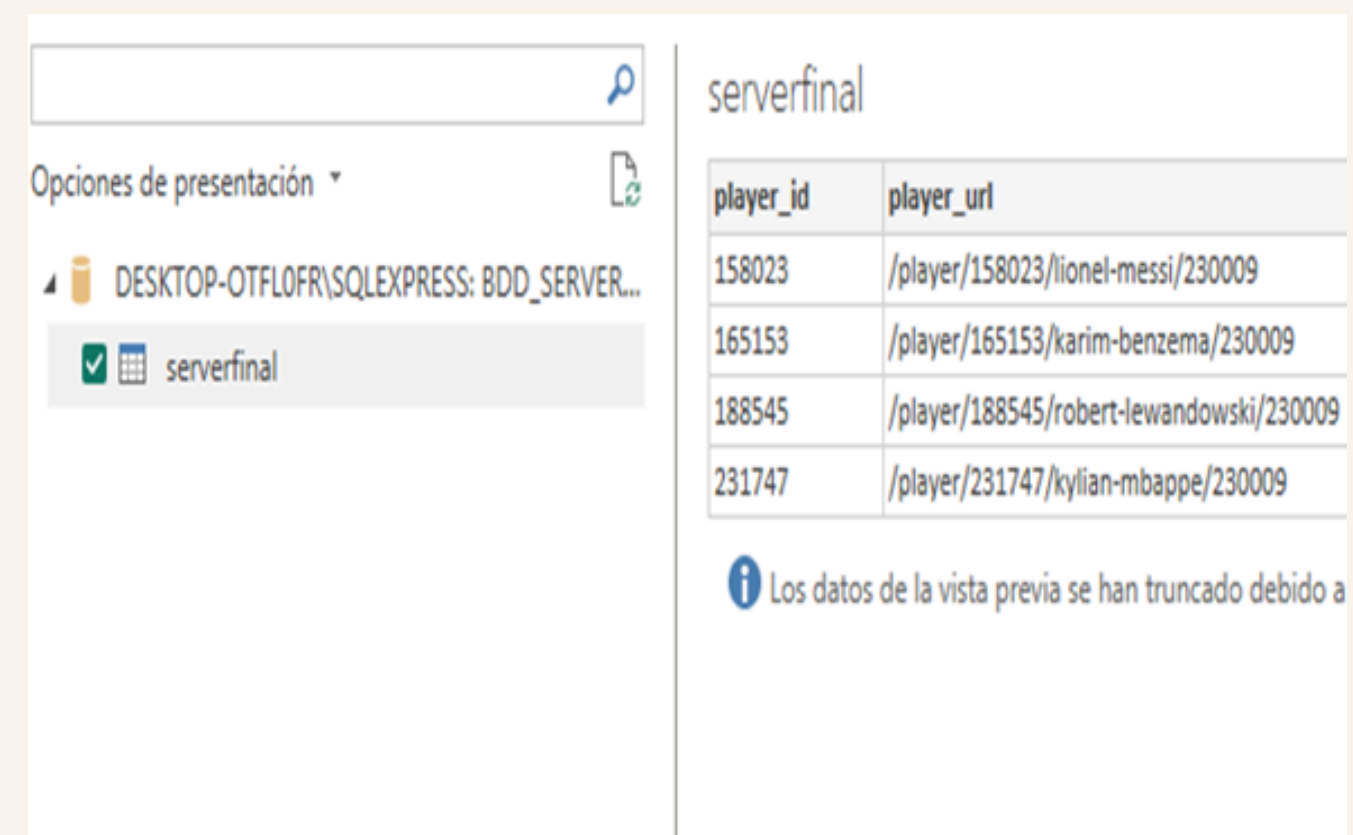 Opciones de presentación
DESKTOP-OTFL0FR\SQLEXPRESS: BDD_SERVER...
serverfinal
serverfinal
player_id player_url
158023 /player/158023/lionel-messi/230009
165153 /player/165153/karim-benzema/230009
188545 /player/188545/robert-lewandowski/230009
231747 /player/231747/kylian-mbappe/230009
Los datos de la vista previa se han truncado debido a